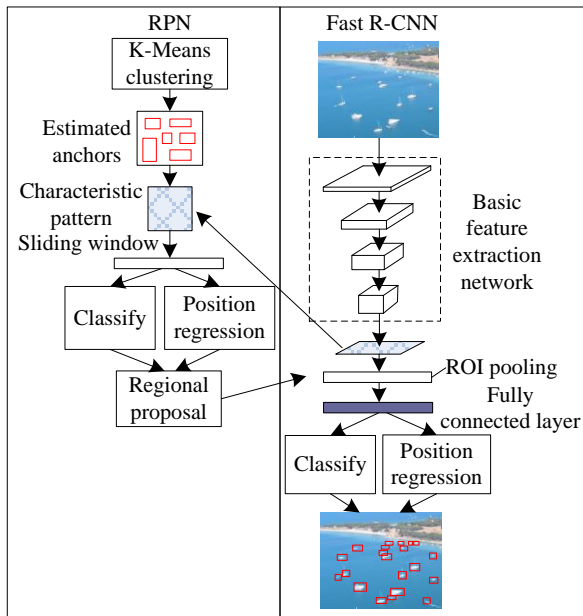 RPN
K-Means
clustering
Estimated
anchors
Characteristic
pattern
Sliding window
Classify
Position
regression
Regional
proposal
Fast R-CNN
Basic
feature
extraction
network
ROI pooling
Fully
connected layer
Classify
Position
regression